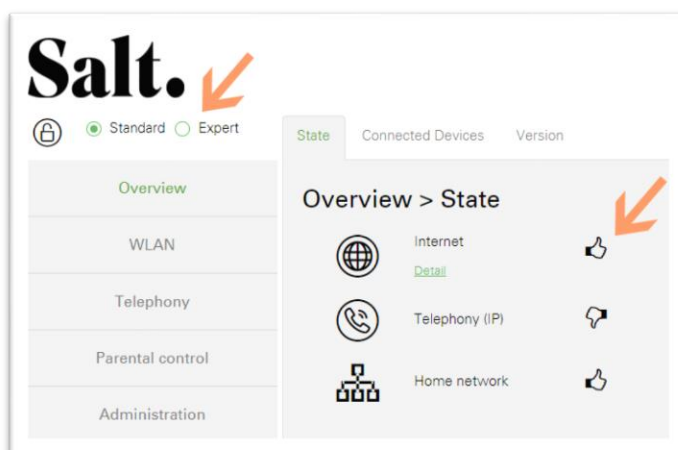 Salt.
Standard Expert
State Connected Devices Version
Overview
WLAN
Telephony
Parental control
Administration
Overview > State
Internet
Detail
Telephony (IP)
Home network